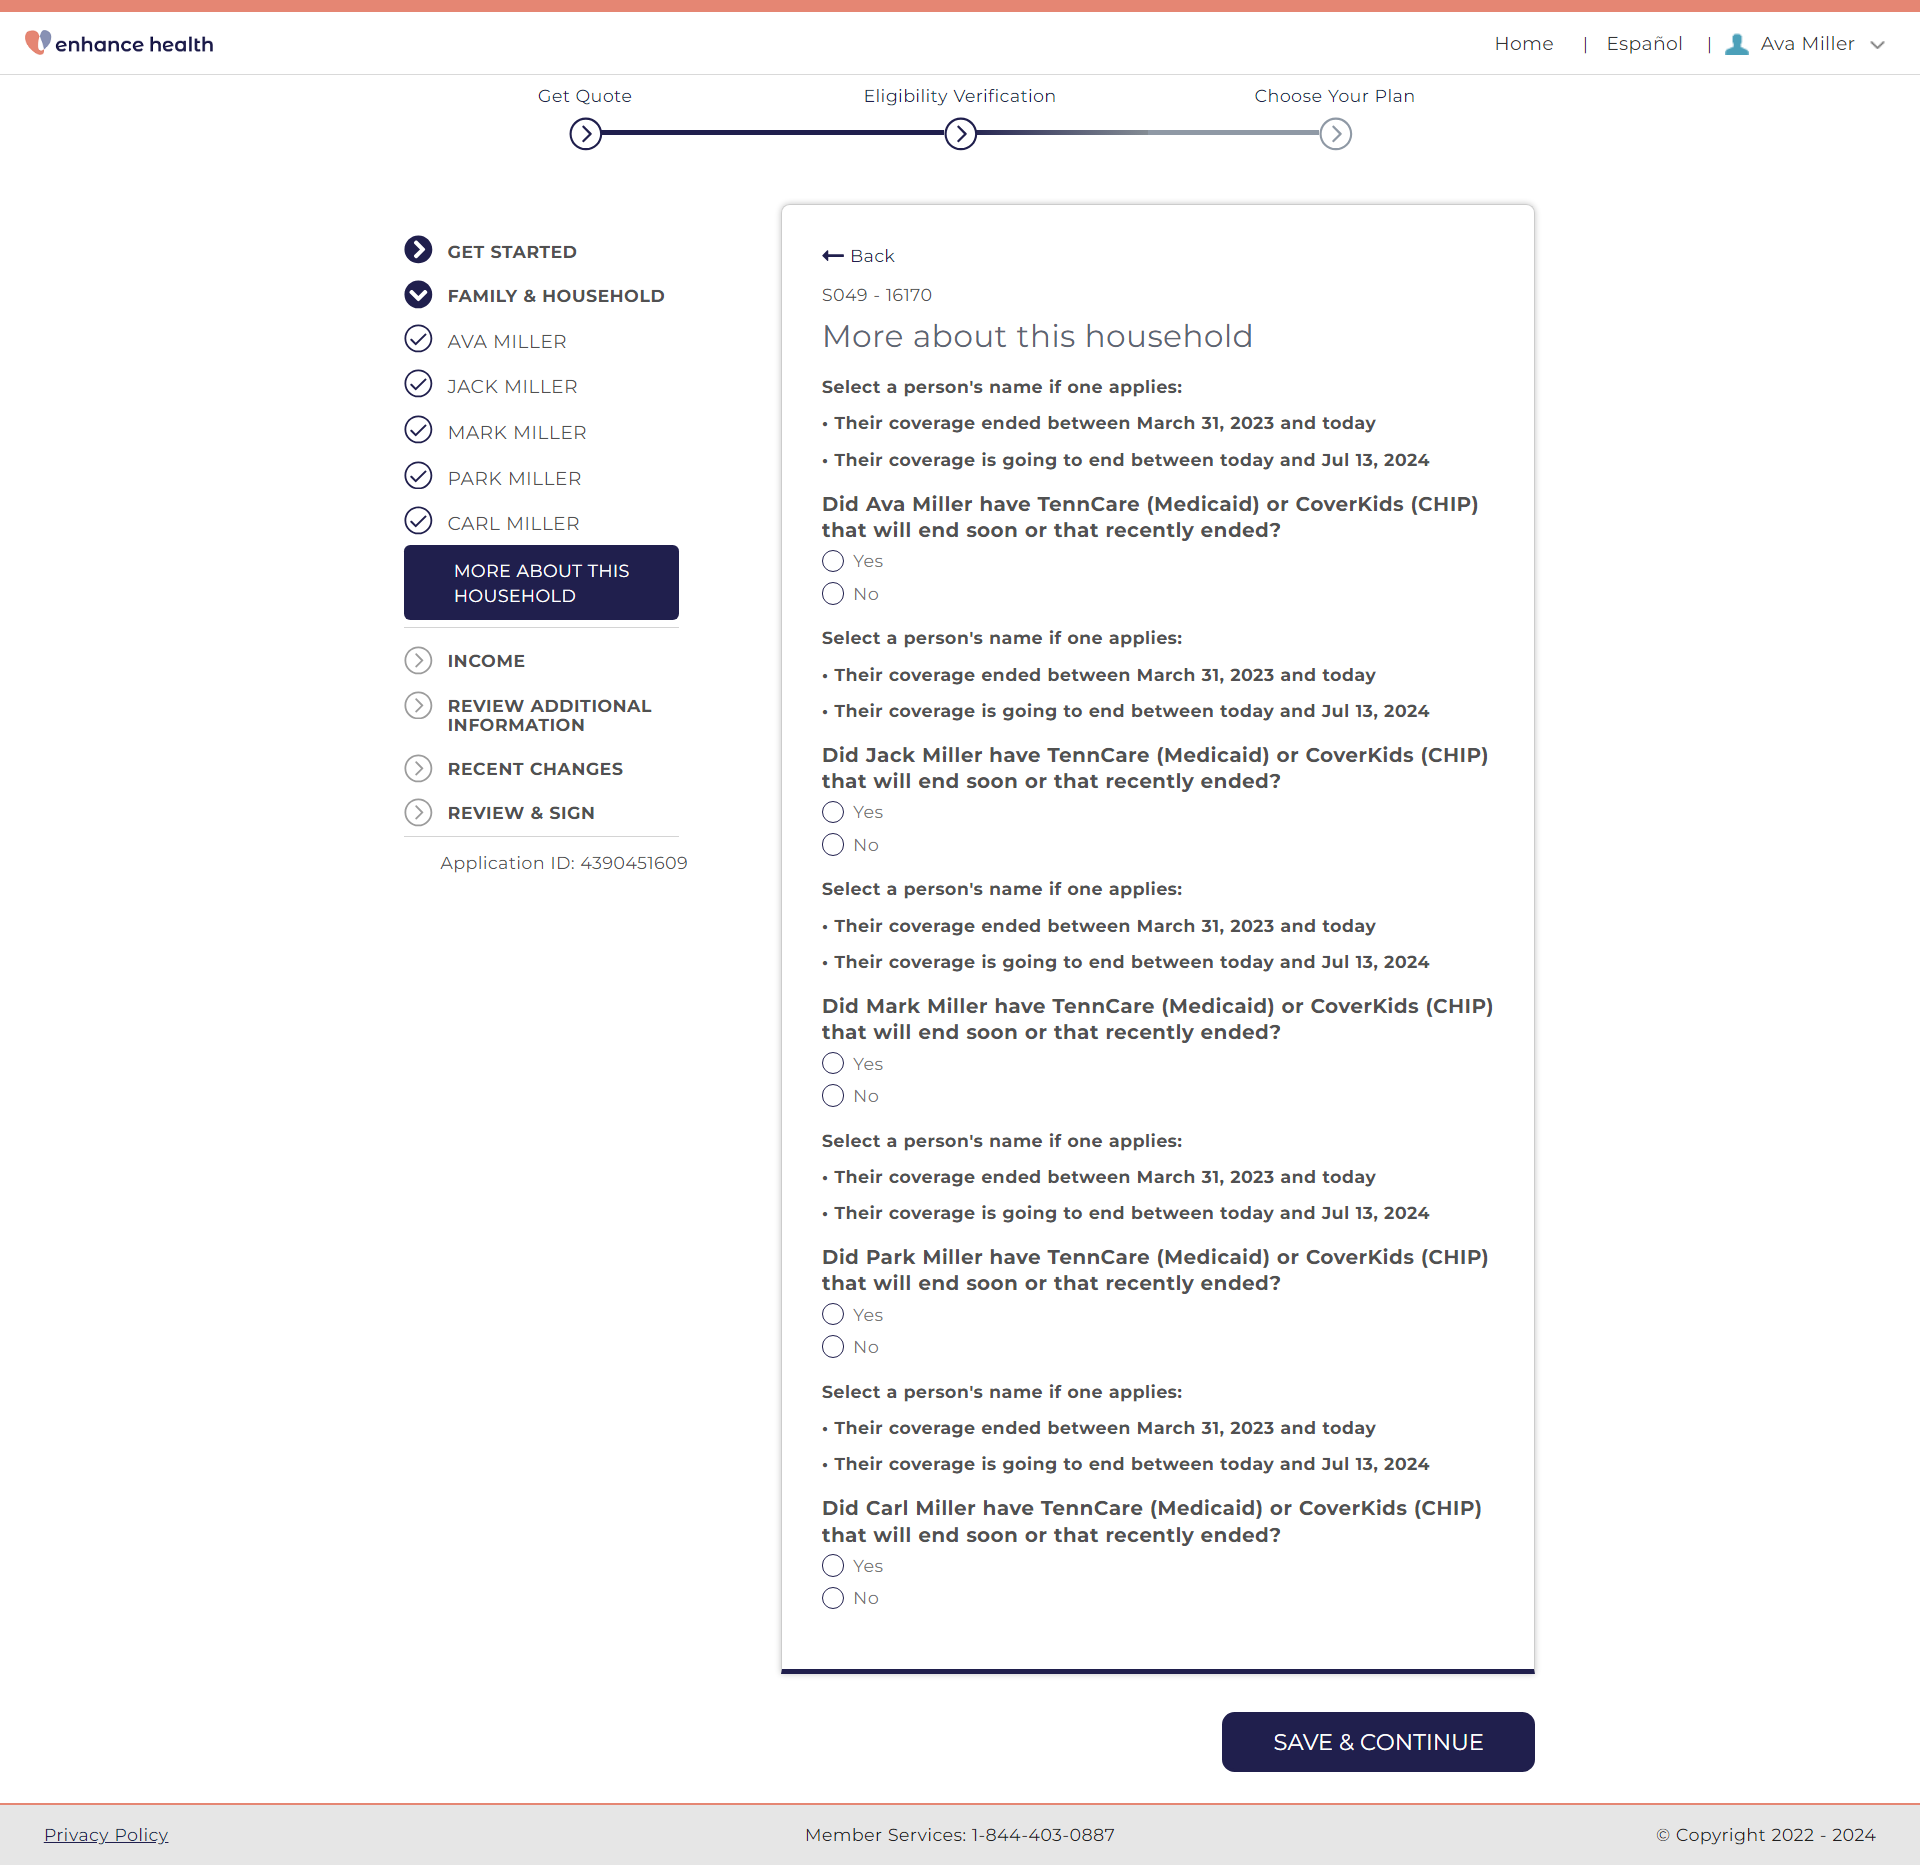 enhance health
Home | Español | Ava Miller
Get Quote
Eligibility Verification
Choose Your Plan
GET STARTED
FAMILY & HOUSEHOLD
AVA MILLER
JACK MILLER
MARK MILLER
PARK MILLER
CARL MILLER
MORE ABOUT THIS
HOUSEHOLD
INCOME
REVIEW ADDITIONAL
INFORMATION
RECENT CHANGES
REVIEW & SIGN
Application ID: 4390451609
Back
S049 - 16170
More about this household
Select a person's name if one applies:
• Their coverage ended between March 31, 2023 and today
• Their coverage is going to end between today and Jul 13, 2024
Did Ava Miller have TennCare (Medicaid) or CoverKids (CHIP)
that will end soon or that recently ended?
Yes
No
Select a person's name if one applies:
• Their coverage ended between March 31, 2023 and today
• Their coverage is going to end between today and Jul 13, 2024
Did Jack Miller have TennCare (Medicaid) or CoverKids (CHIP)
that will end soon or that recently ended?
Yes
No
Select a person's name if one applies:
• Their coverage ended between March 31, 2023 and today
• Their coverage is going to end between today and Jul 13, 2024
Did Mark Miller have TennCare (Medicaid) or CoverKids (CHIP)
that will end soon or that recently ended?
Yes
No
Select a person's name if one applies:
• Their coverage ended between March 31, 2023 and today
• Their coverage is going to end between today and Jul 13, 2024
Did Park Miller have TennCare (Medicaid) or CoverKids (CHIP)
that will end soon or that recently ended?
Yes
No
Select a person's name if one applies:
• Their coverage ended between March 31, 2023 and today
• Their coverage is going to end between today and Jul 13, 2024
Did Carl Miller have TennCare (Medicaid) or CoverKids (CHIP)
that will end soon or that recently ended?
Yes
No
SAVE & CONTINUE
Privacy Policy
Member Services: 1-844-403-0887
© Copyright 2022 - 2024